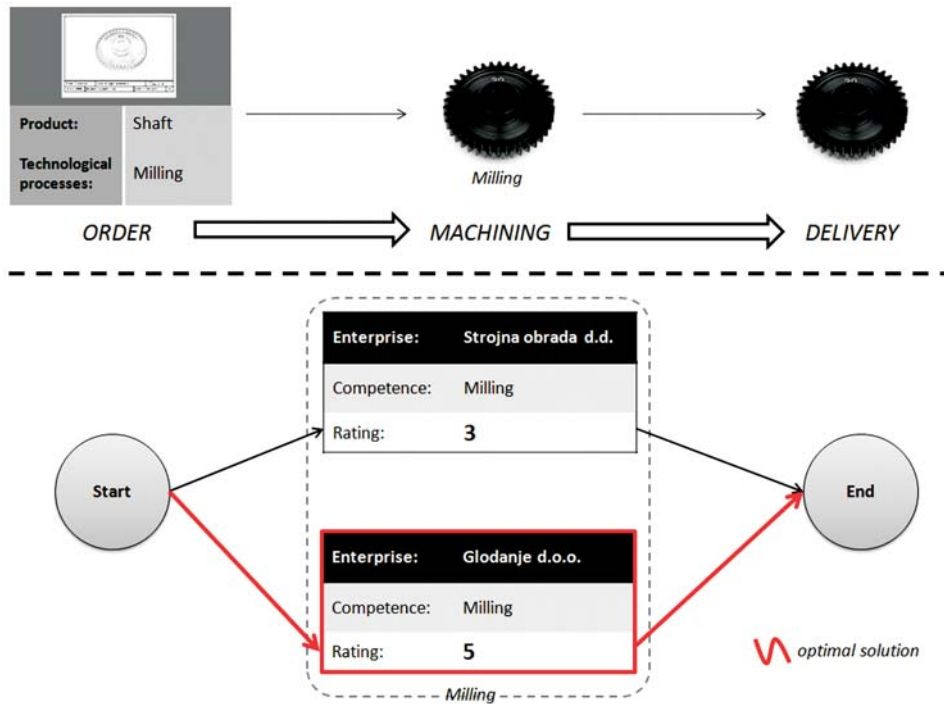 Product: Shaft
Technological processes: Milling
Milling
ORDER MACHINING DELIVERY
Enterprise: Strojna obrada d.d.
Competence: Milling
Rating: 3
Start
End
Enterprise: Glodanje d.o.o.
Competence: Milling
Rating: 5
optimal solution
Milling